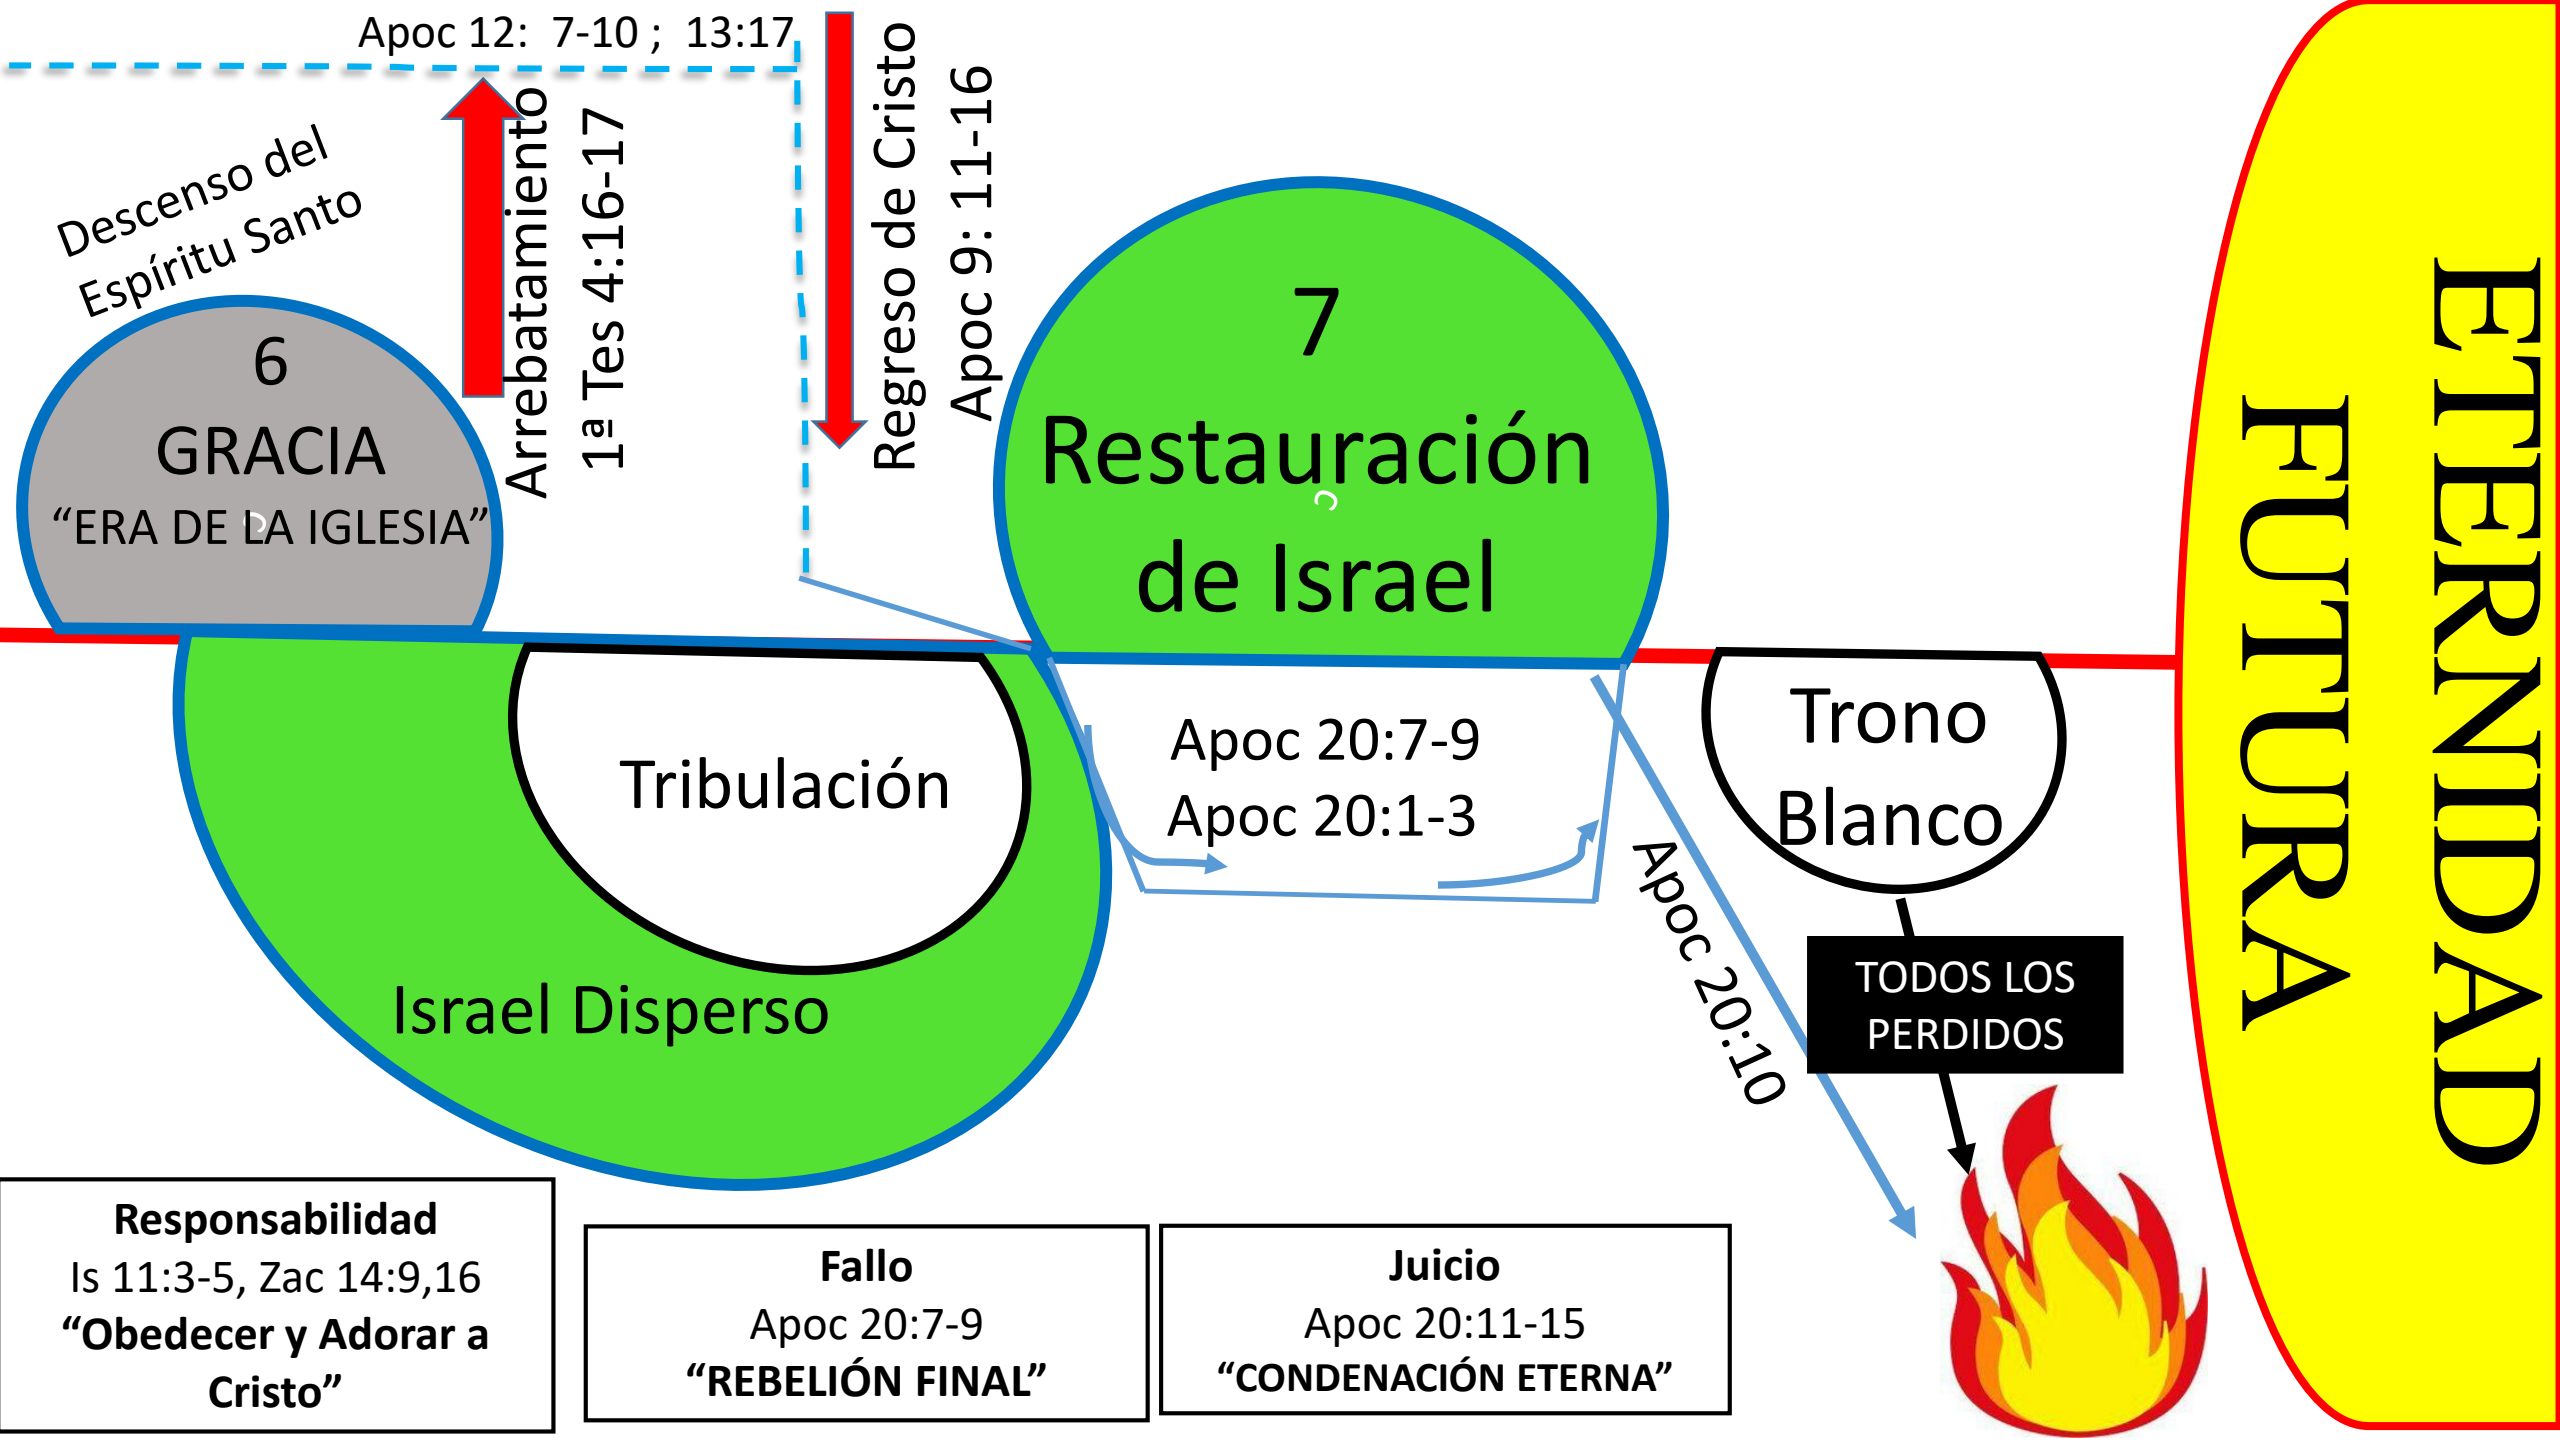 Apoc 12: 7-10 ; 13:17
Descenso del
Espíritu Santo
Arrebatamiento
1ª Tes 4:16-17
Regreso de Cristo
Apoc 9: 11-16
6
GRACIA
“ERA DE LA IGLESIA”
7
Restauración
de Israel
Tribulación
Israel Disperso
Apoc 20:7-9
Apoc 20:1-3
Apoc 20:10
Trono
Blanco
TODOS LOS
PERDIDOS
ETERNIDAD
FUTURA
Responsabilidad
Is 11:3-5, Zac 14:9,16
“Obedecer y Adorar a
Cristo”
Fallo
Apoc 20:7-9
“REBELIÓN FINAL”
Juicio
Apoc 20:11-15
“CONDENACIÓN ETERNA”